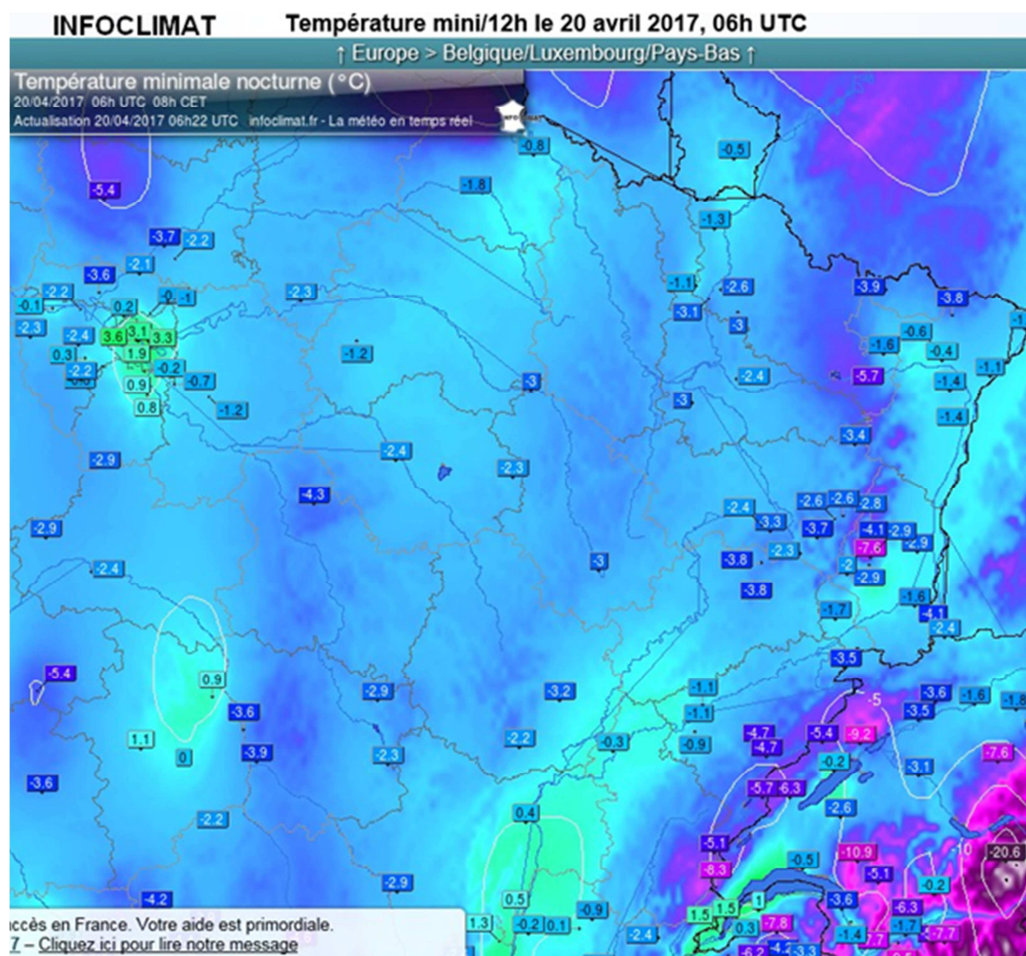 INFOCLIMAT Température mini/12h le 20 avril 2017, 06h UTC
↑ Europe > Belgique/Luxembourg/Pays-Bas ↑
Température minimale nocturne (°C)
20/04/2017 06h UTC 08h CET
Actualisation 20/04/2017 06h22 UTC infoclimat.fr - La météo en temps réel
-0.8
-0.5
-5.4
-1.8
-1.3
-3.7 -2.2
-2.1
-3.6
-1.1 -2.6 -3.9
-2.2 -2.3 -3.8
-0.1 0.2 -1
-3.1
-2.3 -2.4 3.6 3.1 3.3 -3 -0.6
0.3 1.9 -1.2 -1.6 -0.4
-2.2 -0.2 -1.1
0.9 -0.7 -3 -2.4 -5.7 -1.4
0.8 -1.2 -3 -1.4
-3.4
-2.9 -2.4 -2.3
-4.3 -2.4 -2.6 -2.6 -2.8
-2.9 -3.3 -3.7 -4.1 -2.9
-2.3 -7.6 -2.9
-2.4 -3 -3.8 -2 -2.9
-3.8 -1.6
-1.7 -4.1
-2.4
-5.4 -3.5
0.9 -2.9 -3.2 -1.1 -3.6 -1.6 -1.8
-3.6 -1.1 -5 -3.5
1.1 -2.2 -0.3 -0.9 -4.7 -5.4 -9.2
0 -3.9 -2.3 -4.7 -0.2 -3.1 -7.6
-3.6 -5.7 -6.3
-2.2 0.4 -2.6
-5.1 -0.5 -10.9 -10 -20.6
-8.3 -5.1
-4.2 -2.9 0.5 1 -3.6 -0.2
1.3 -0.2 0.1 -0.9 1.5 1.5 -6.3
-2.4 0.3 -7.8 -1.4 -1.7 -7.7
-6.2 -4.2 -3.3 7.7
ccès en France. Votre aide est primordiale.
7 – Cliquez ici pour lire notre message